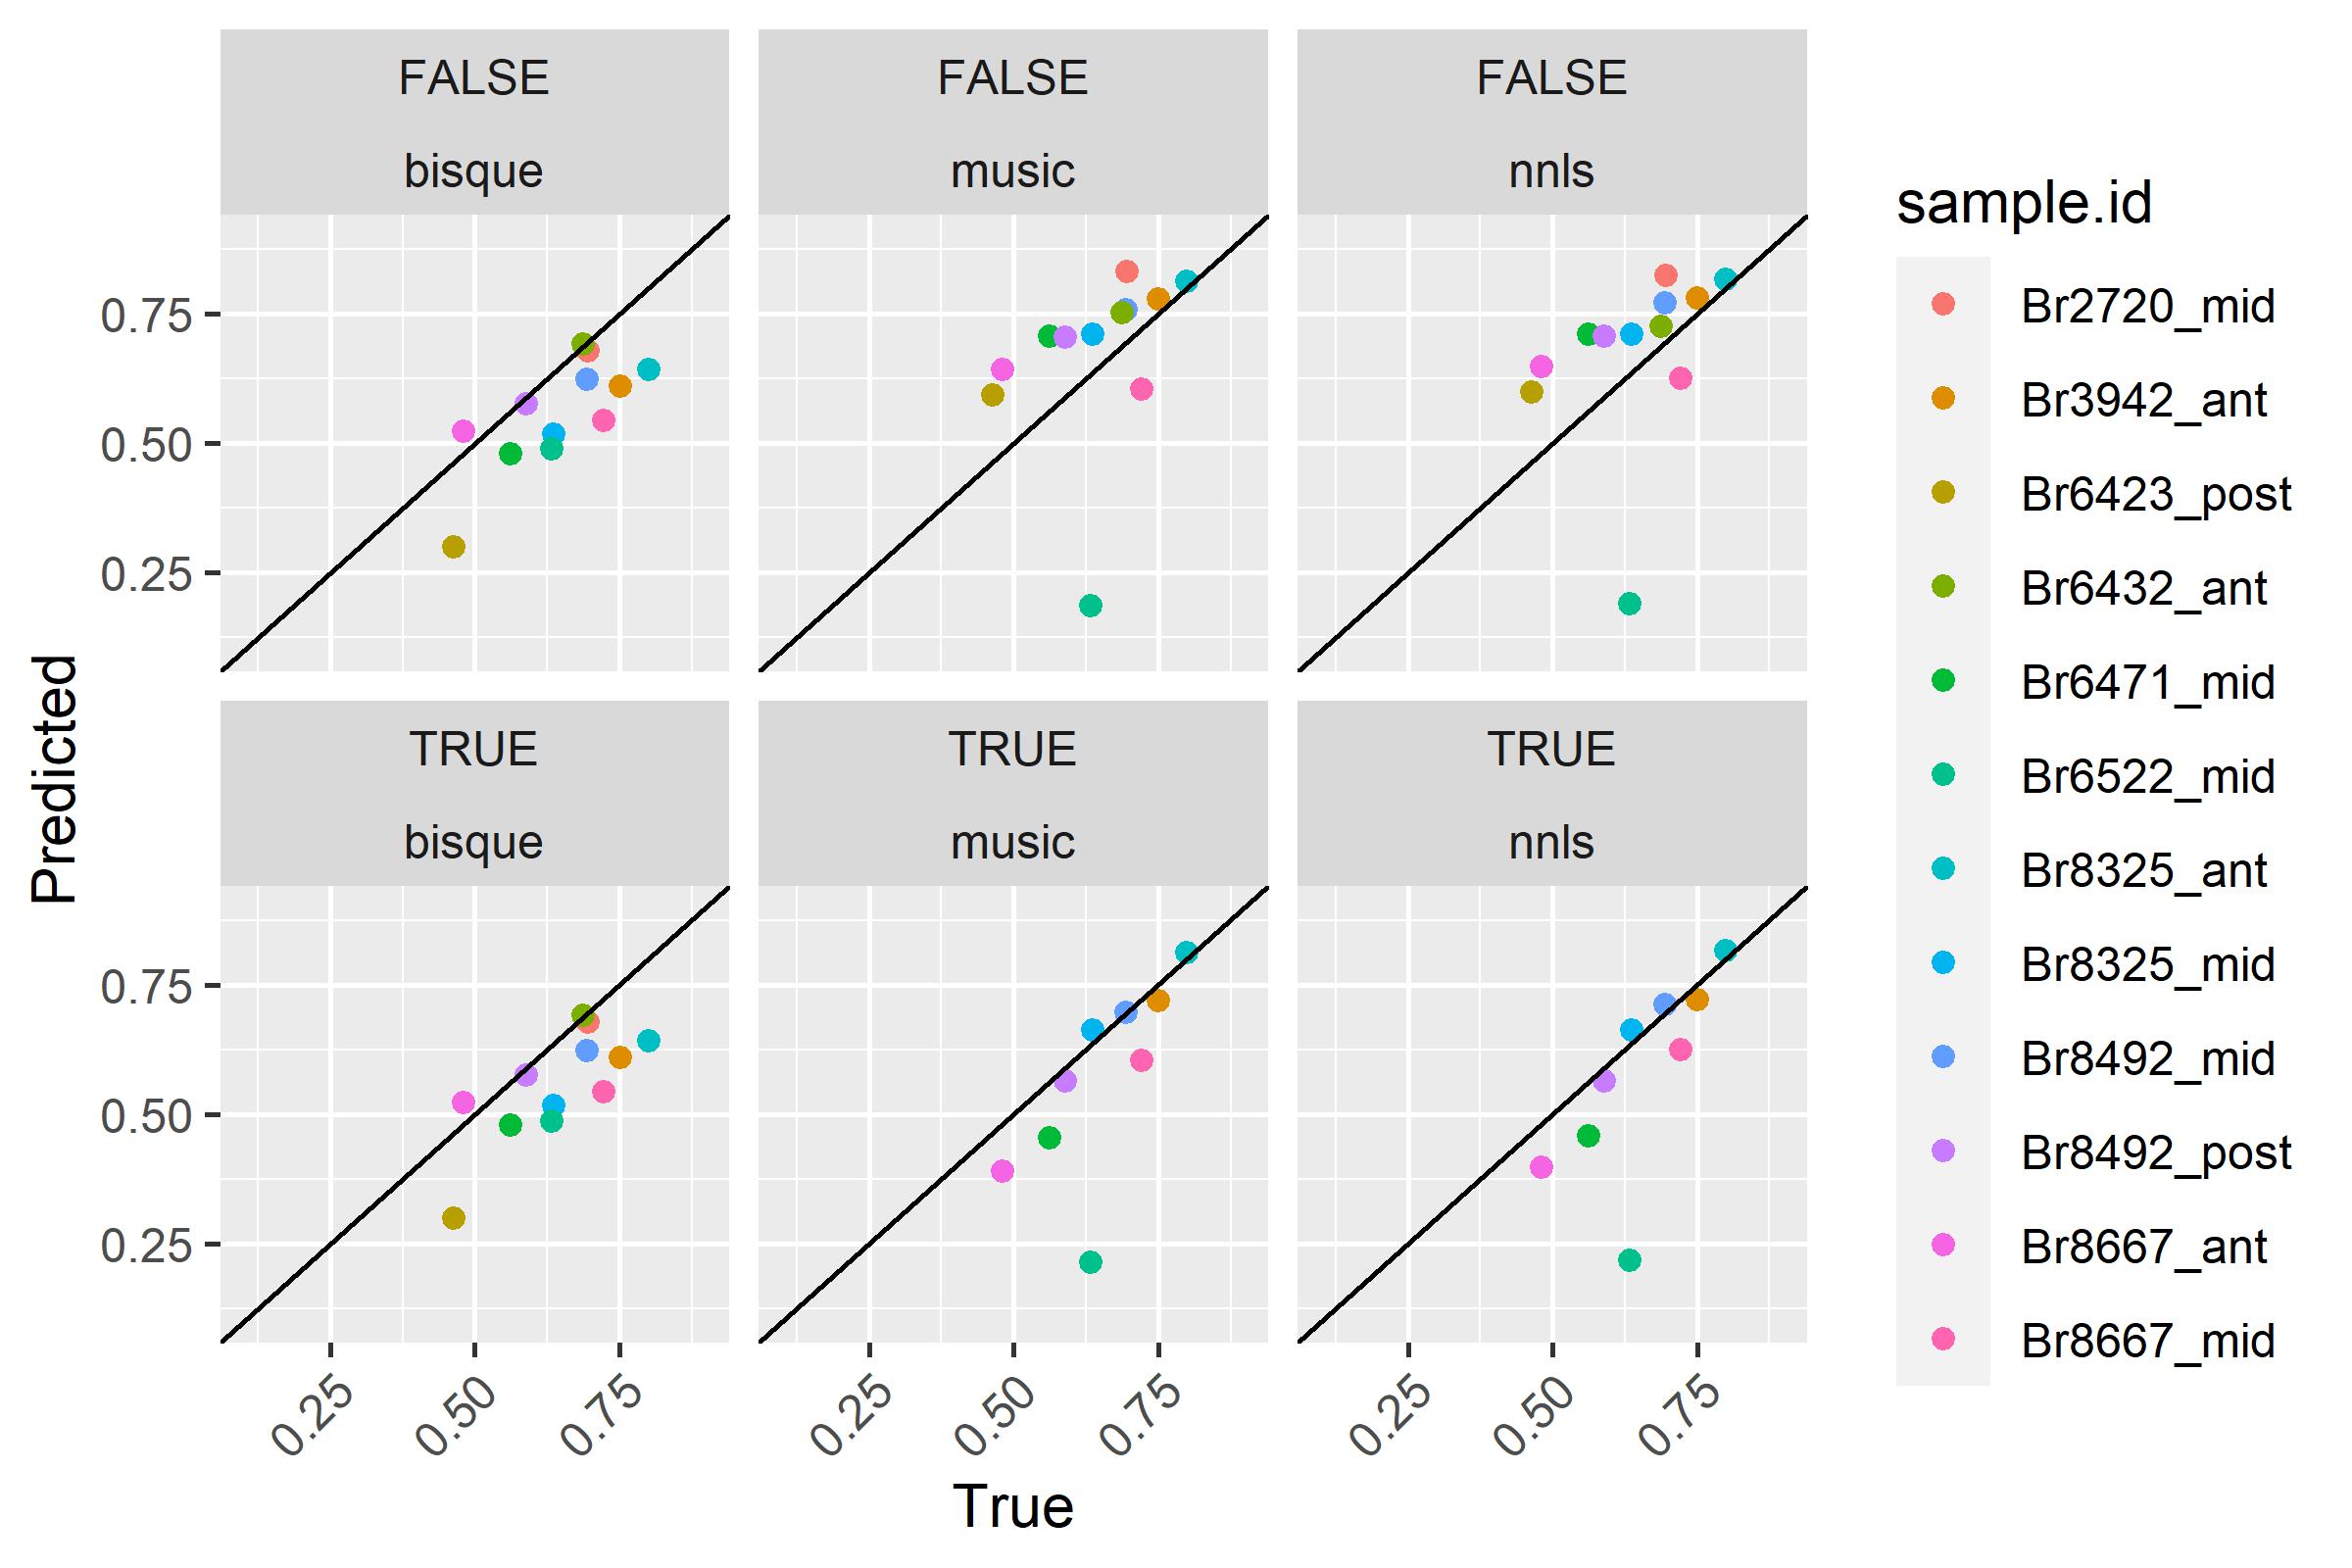 FALSE
bisque
FALSE
music
FALSE
nnls
0.75
0.50
0.25
TRUE
bisque
TRUE
music
TRUE
nnls
0.75
0.50
0.25
0.25
0.50
0.75
0.25
0.50
0.75
0.25
0.50
0.75
True
Predicted
sample.id
Br2720_mid
Br3942_ant
Br6423_post
Br6432_ant
Br6471_mid
Br6522_mid
Br8325_ant
Br8325_mid
Br8492_mid
Br8492_post
Br8667_ant
Br8667_mid